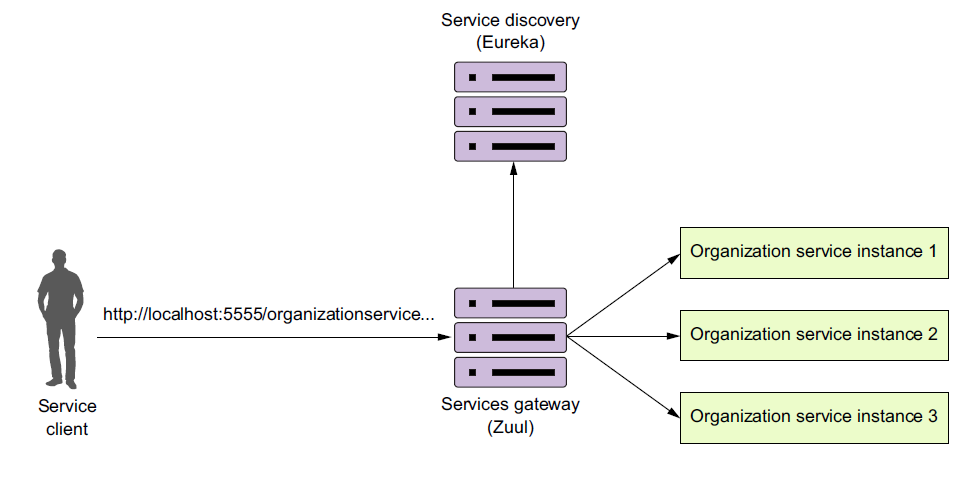 Service discovery
(Eureka)
Organization service instance 1
http://localhost:5555/organizationservice...
Organization service instance 2
Service
client
Services gateway
(Zuul)
Organization service instance 3